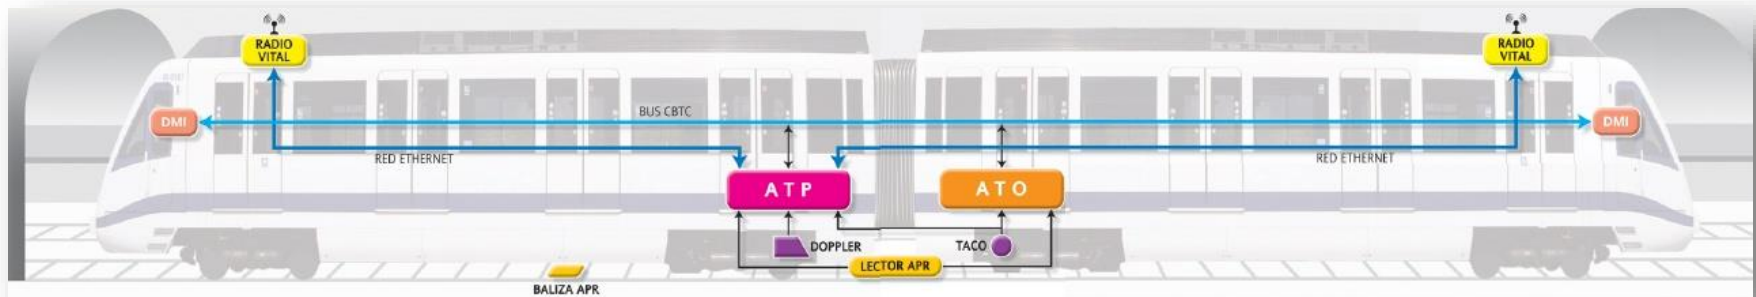 RADIO
VITAL
RADIO
VITAL
DMI
BUS CBTC
DMI
RED ETHERNET
RED ETHERNET
ATP
ATO
DOPPLER
TACO
LECTOR APR
BALIZA APR